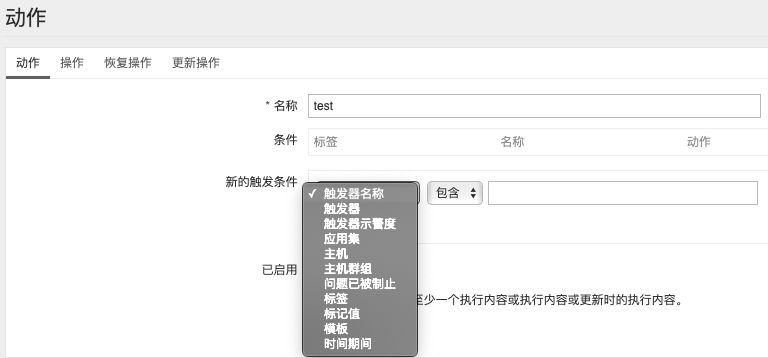 动作
动作 操作 恢复操作 更新操作
* 名称 test
条件 标签 名称 动作
新的触发条件 包含
✓ 触发器名称
触发器
触发器示警度
应用集
主机
主机群组
问题已被制止
标签
标记值
模板
时间期间
已启用
至少一个执行内容或执行内容或更新时的执行内容。